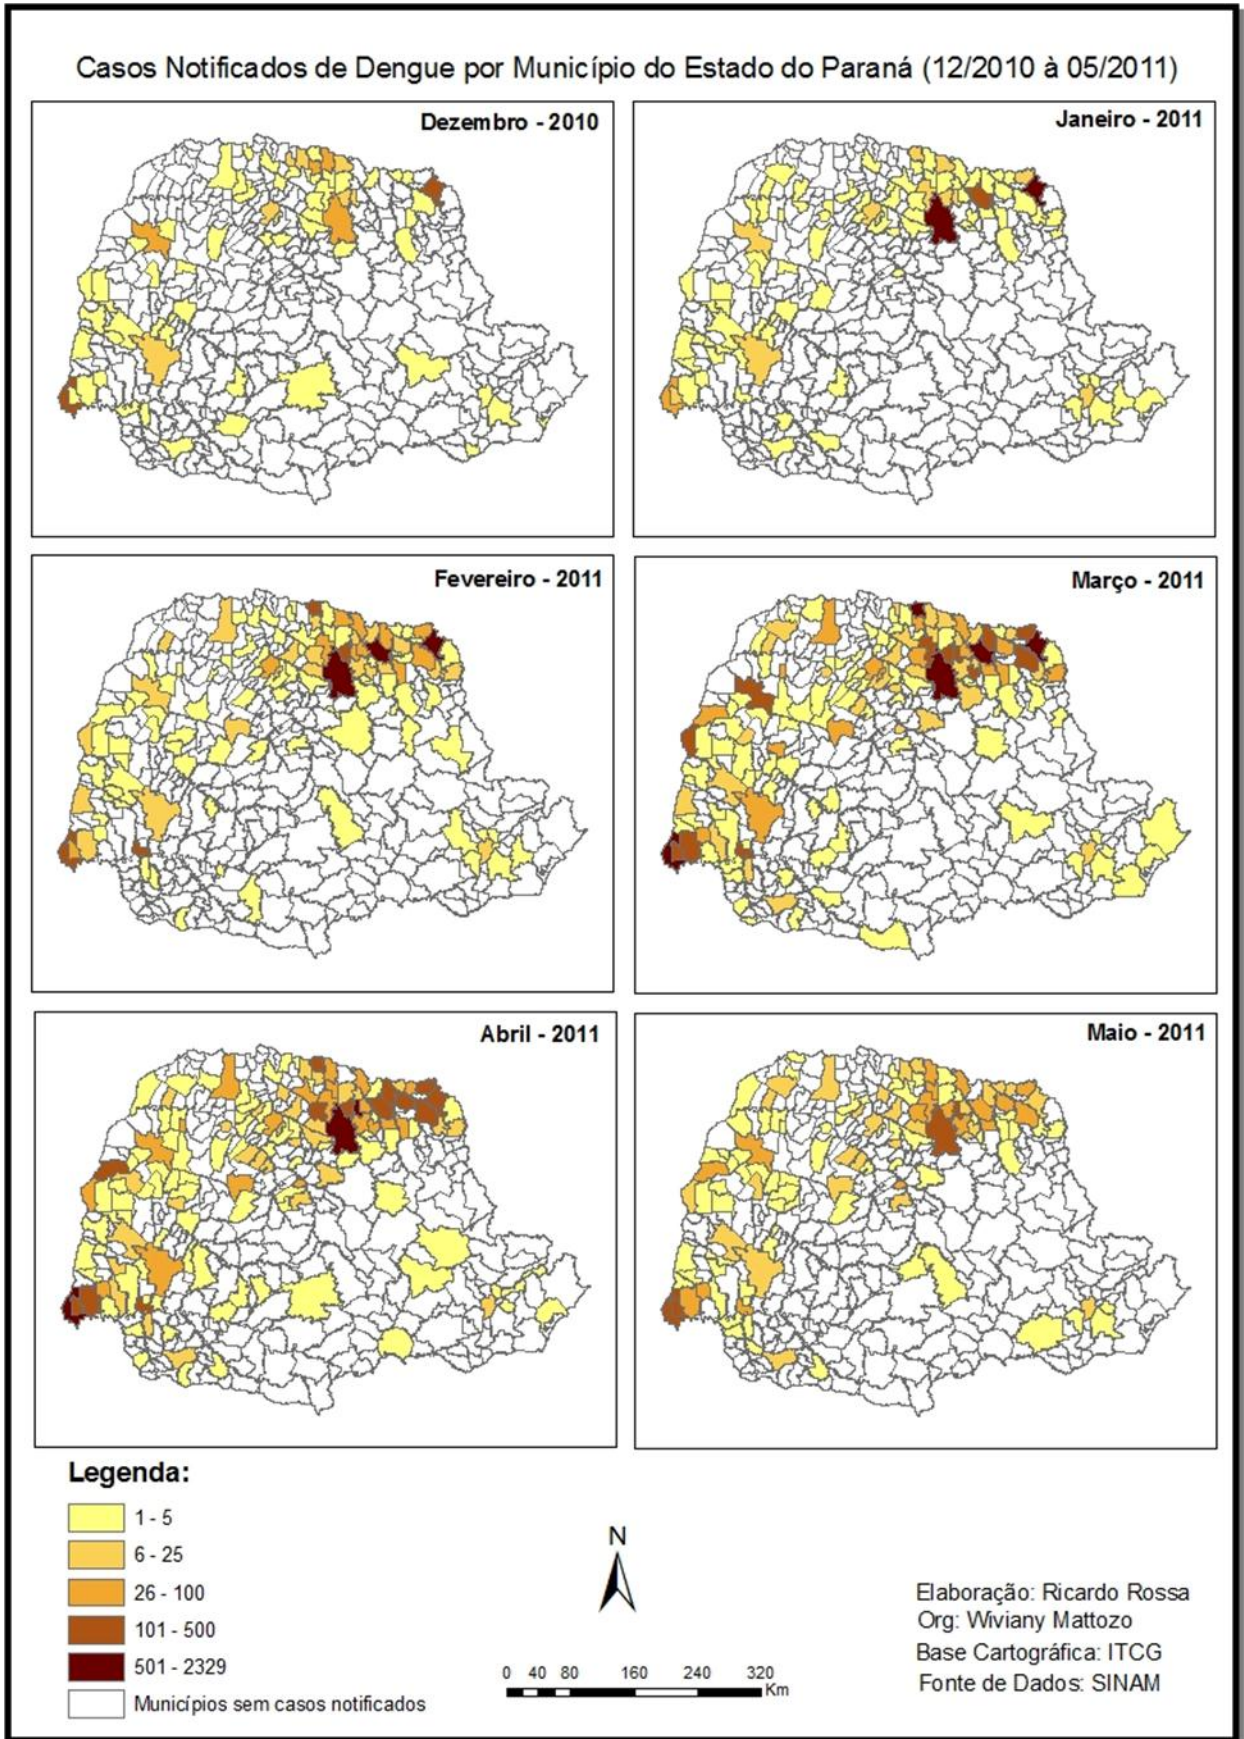 Casos Notificados de Dengue por Município do Estado do Paraná (12/2010 à 05/2011)
Dezembro - 2010
Janeiro - 2011
Fevereiro - 2011
Março - 2011
Abril - 2011
Maio - 2011
Legenda:
1 - 5
6 - 25
26 - 100
101 - 500
501 - 2329
Municípios sem casos notificados
N
0 40 80 160 240 320
Km
Elaboração: Ricardo Rossa
Org: Wiviany Mattozo
Base Cartográfica: ITCG
Fonte de Dados: SINAM